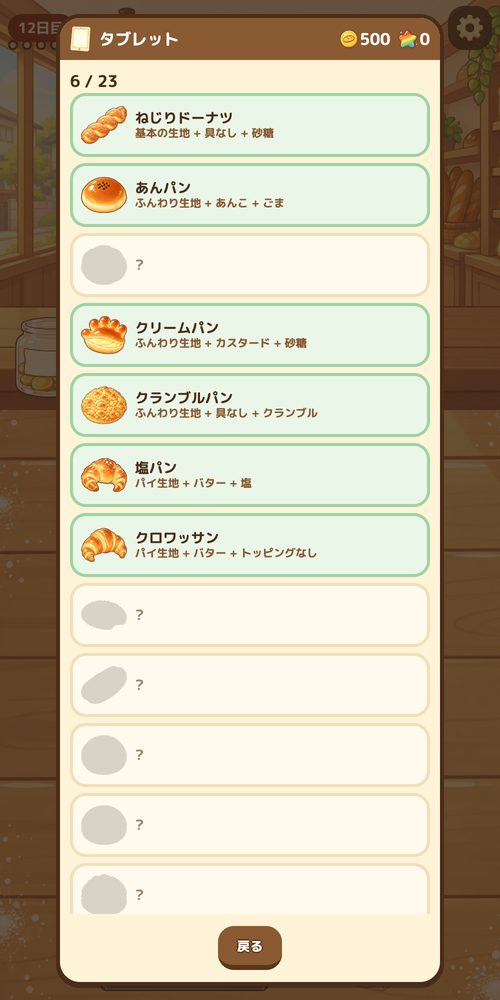 12日目
タブレット
500
0
6 / 23
ねじりドーナツ
基本の生地 + 具なし + 砂糖
あんパン
ふんわり生地 + あんこ + ごま
?
クリームパン
ふんわり生地 + カスタード + 砂糖
クランブルパン
ふんわり生地 + 具なし + クランブル
塩パン
パイ生地 + バター + 塩
クロワッサン
パイ生地 + バター + トッピングなし
?
?
?
?
?
戻る